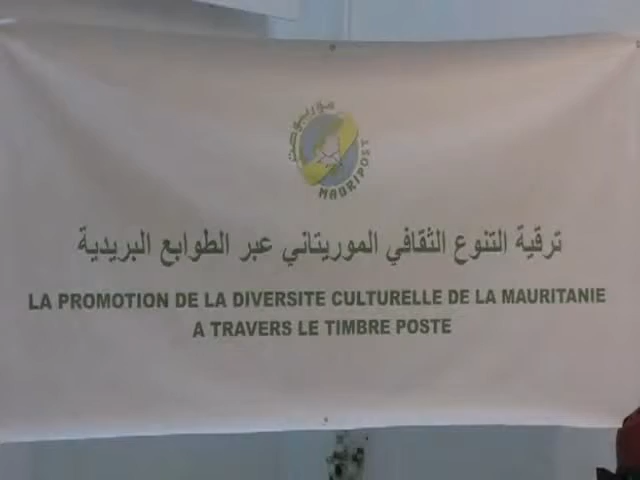 موريبوست
MAURIPOST
ترقية التنوع الثقافي الموريتاني عبر الطوابع البريدية
LA PROMOTION DE LA DIVERSITE CULTURELLE DE LA MAURITANIE
A TRAVERS LE TIMBRE POSTE